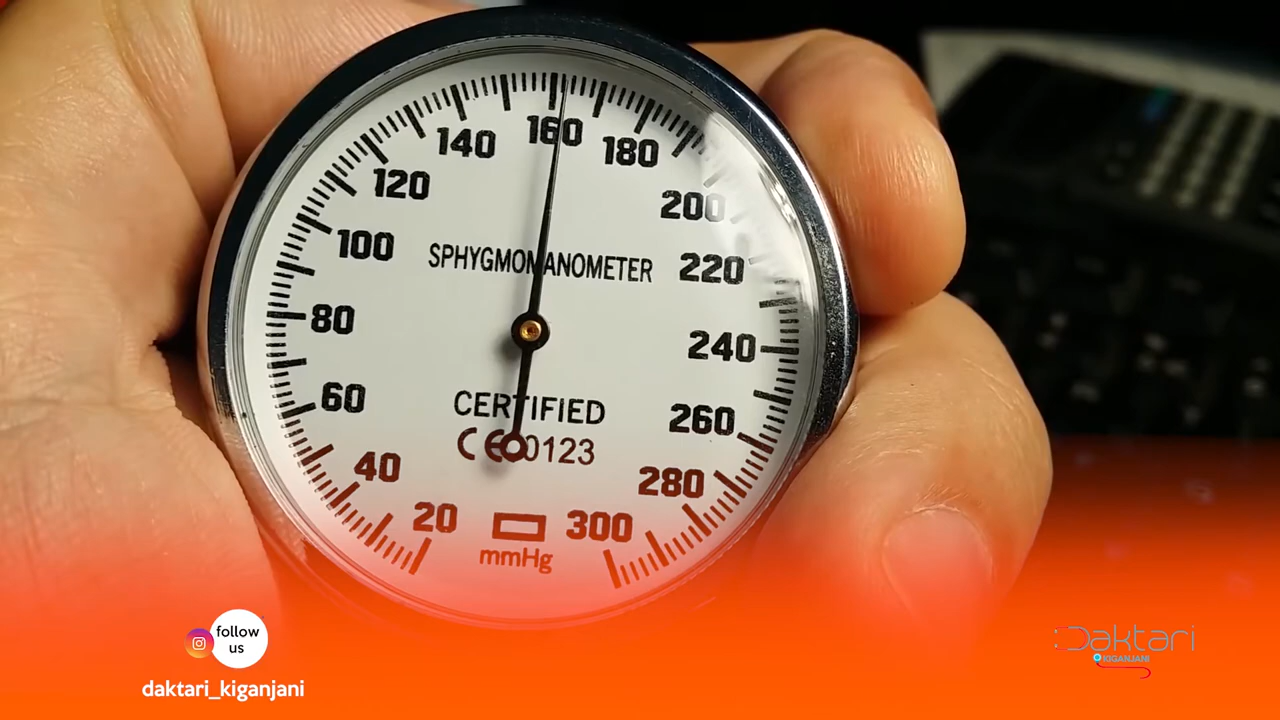 160
140
180
120
200
100
SPHYGMOMANOMETER
220
80
240
60
CERTIFIED
260
CE 0123
40
280
20
300
mmHg
follow
us
daktari_kiganjani
Daktari
KIGANJANI